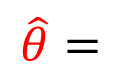 θ̂ =